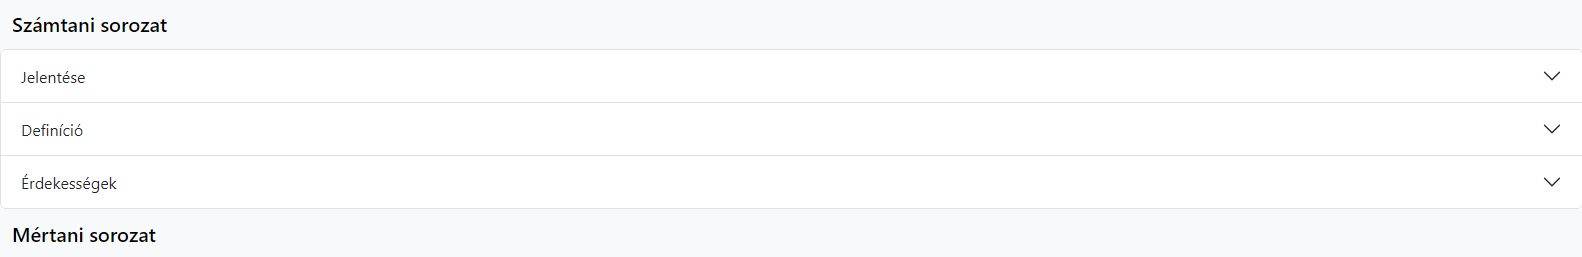 Számtani sorozat
Jelentése
Definíció
Érdekességek
Mértani sorozat